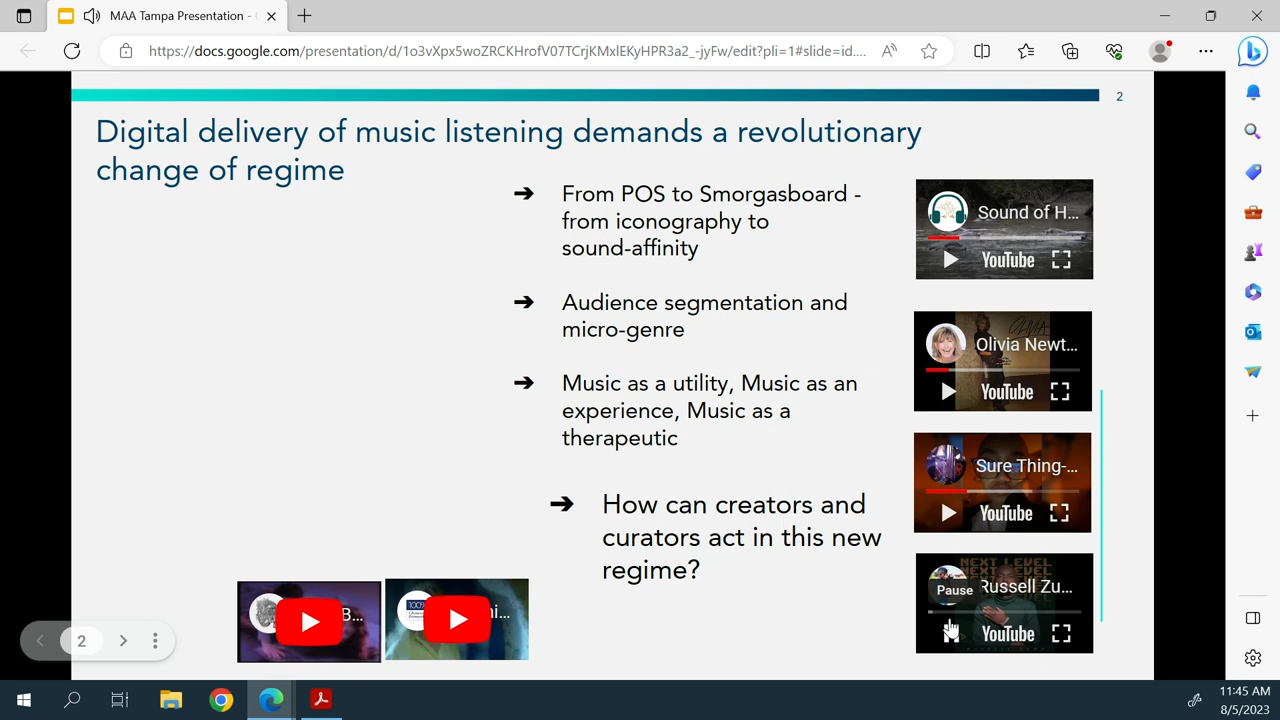 MAA Tampa Presentation -
https://docs.google.com/presentation/d/1o3vXpx5woZRCKHrofV07TCrjKMxlEKyHPR3a2_-jyFw/edit?pli=1#slide=id....
2
Digital delivery of music listening demands a revolutionary
change of regime
➔ From POS to Smorgasboard -
from iconography to
sound-affinity
➔ Audience segmentation and
micro-genre
➔ Music as a utility, Music as an
experience, Music as a
therapeutic
➔ How can creators and
curators act in this new
regime?
Sound of H...
YouTube
OLIVIA
Olivia Newt...
YouTube
Sure Thing-...
YouTube
NEXT LEVEL
Russell Zu...
Pause
YouTube
B...
100%
2
11:45 AM
8/5/2023